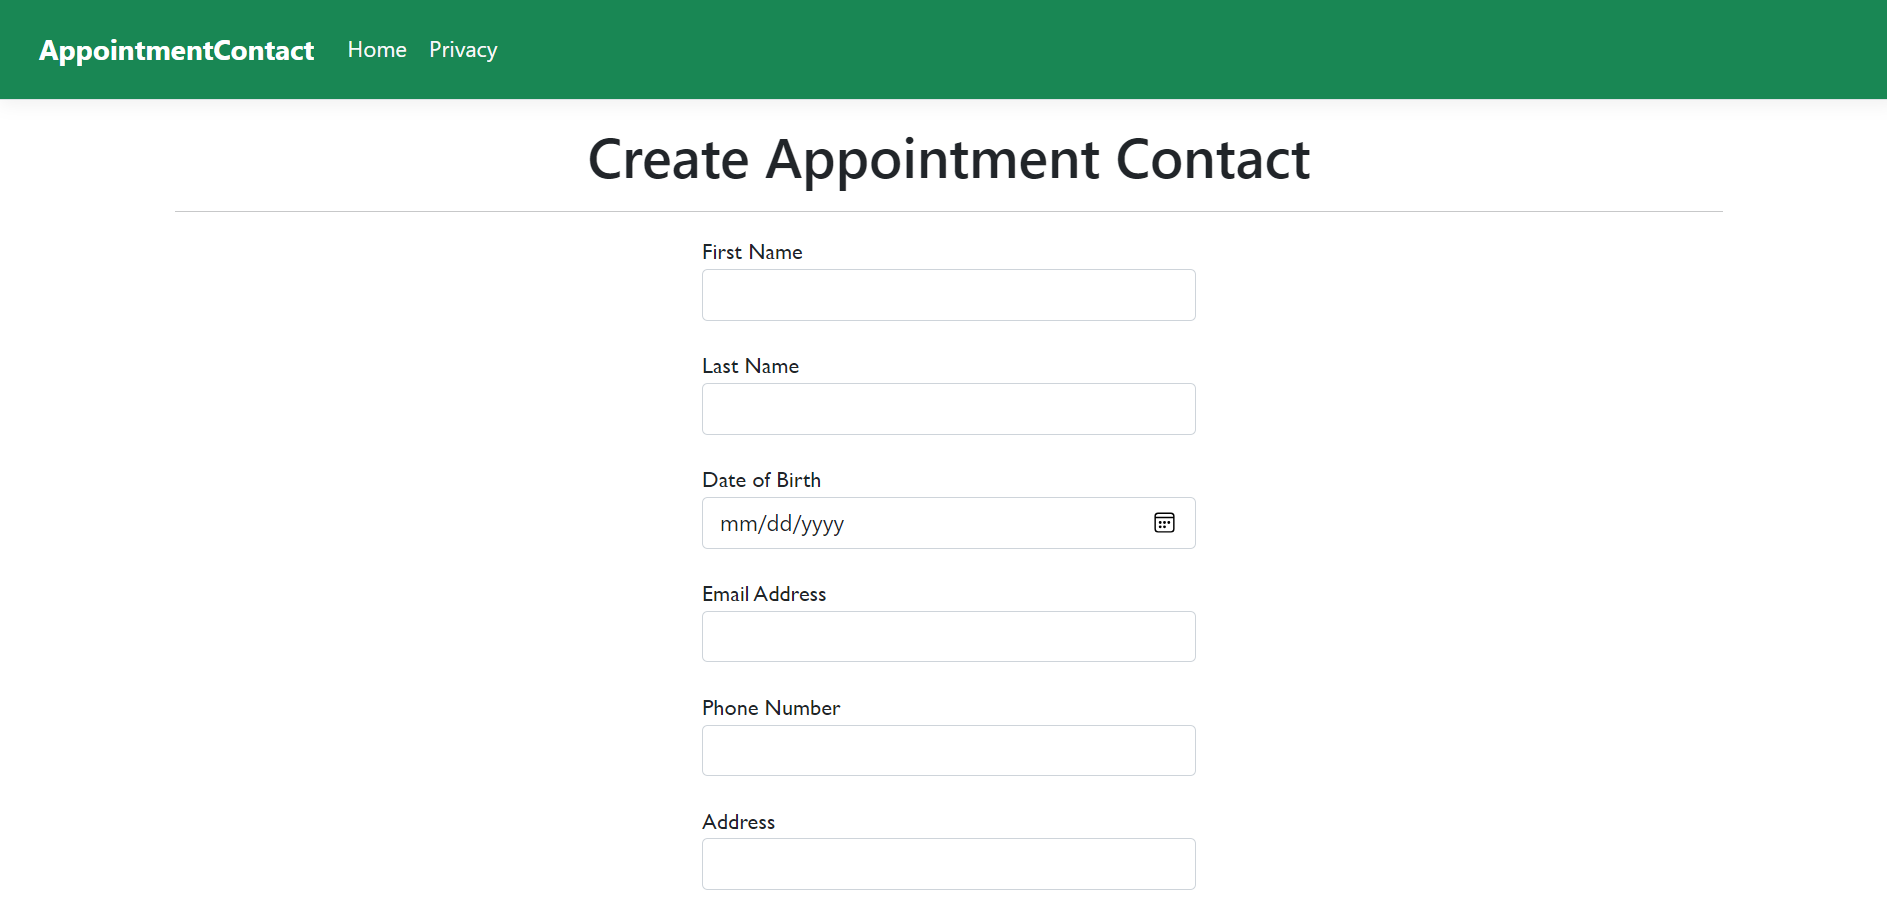 AppointmentContact Home Privacy
Create Appointment Contact
First Name
Last Name
Date of Birth
mm/dd/yyyy
Email Address
Phone Number
Address